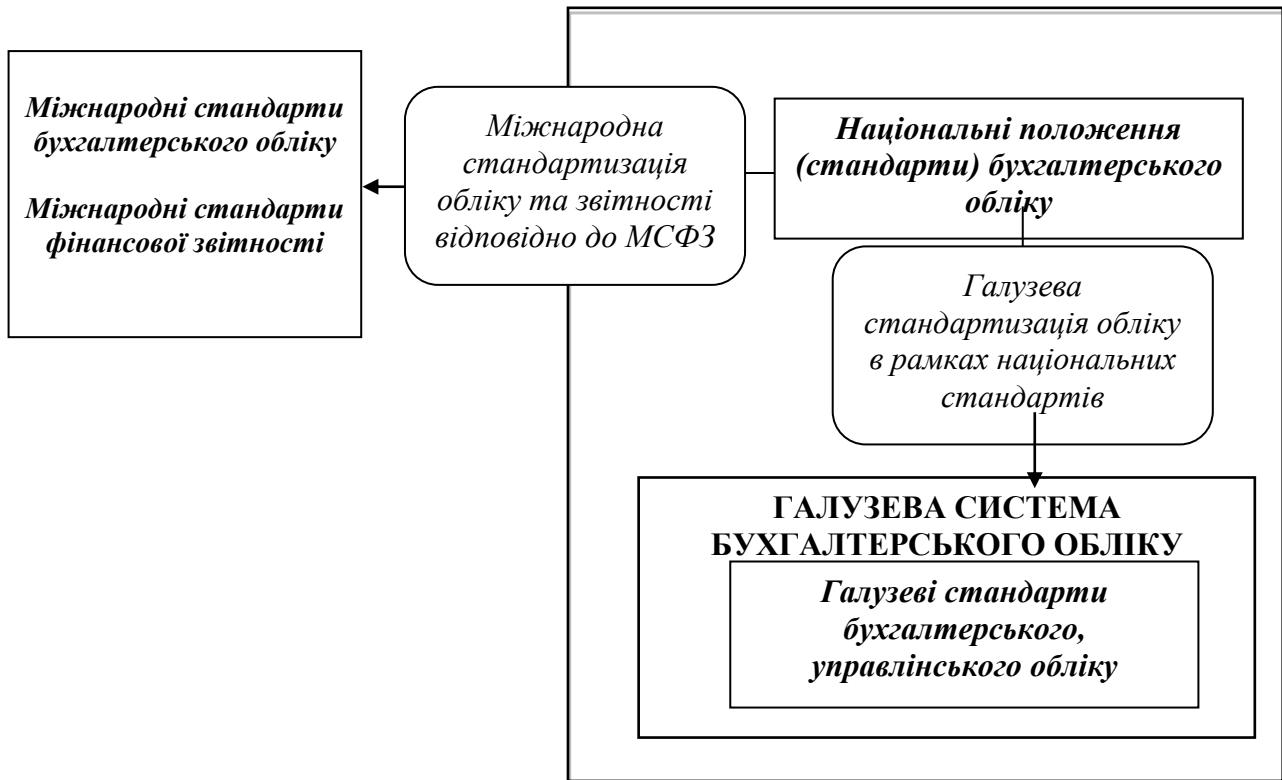 Міжнародні стандарти
бухгалтерського обліку
Міжнародні стандарти
фінансової звітності
Міжнародна
стандартизація
обліку та звітності
відповідно до МСФЗ
Національні положення
(стандарти) бухгалтерського
обліку
Галузева
стандартизація обліку
в рамках національних
стандартів
ГАЛУЗЕВА СИСТЕМА
БУХГАЛТЕРСЬКОГО ОБЛІКУ
Галузеві стандарти
бухгалтерського,
управлінського обліку